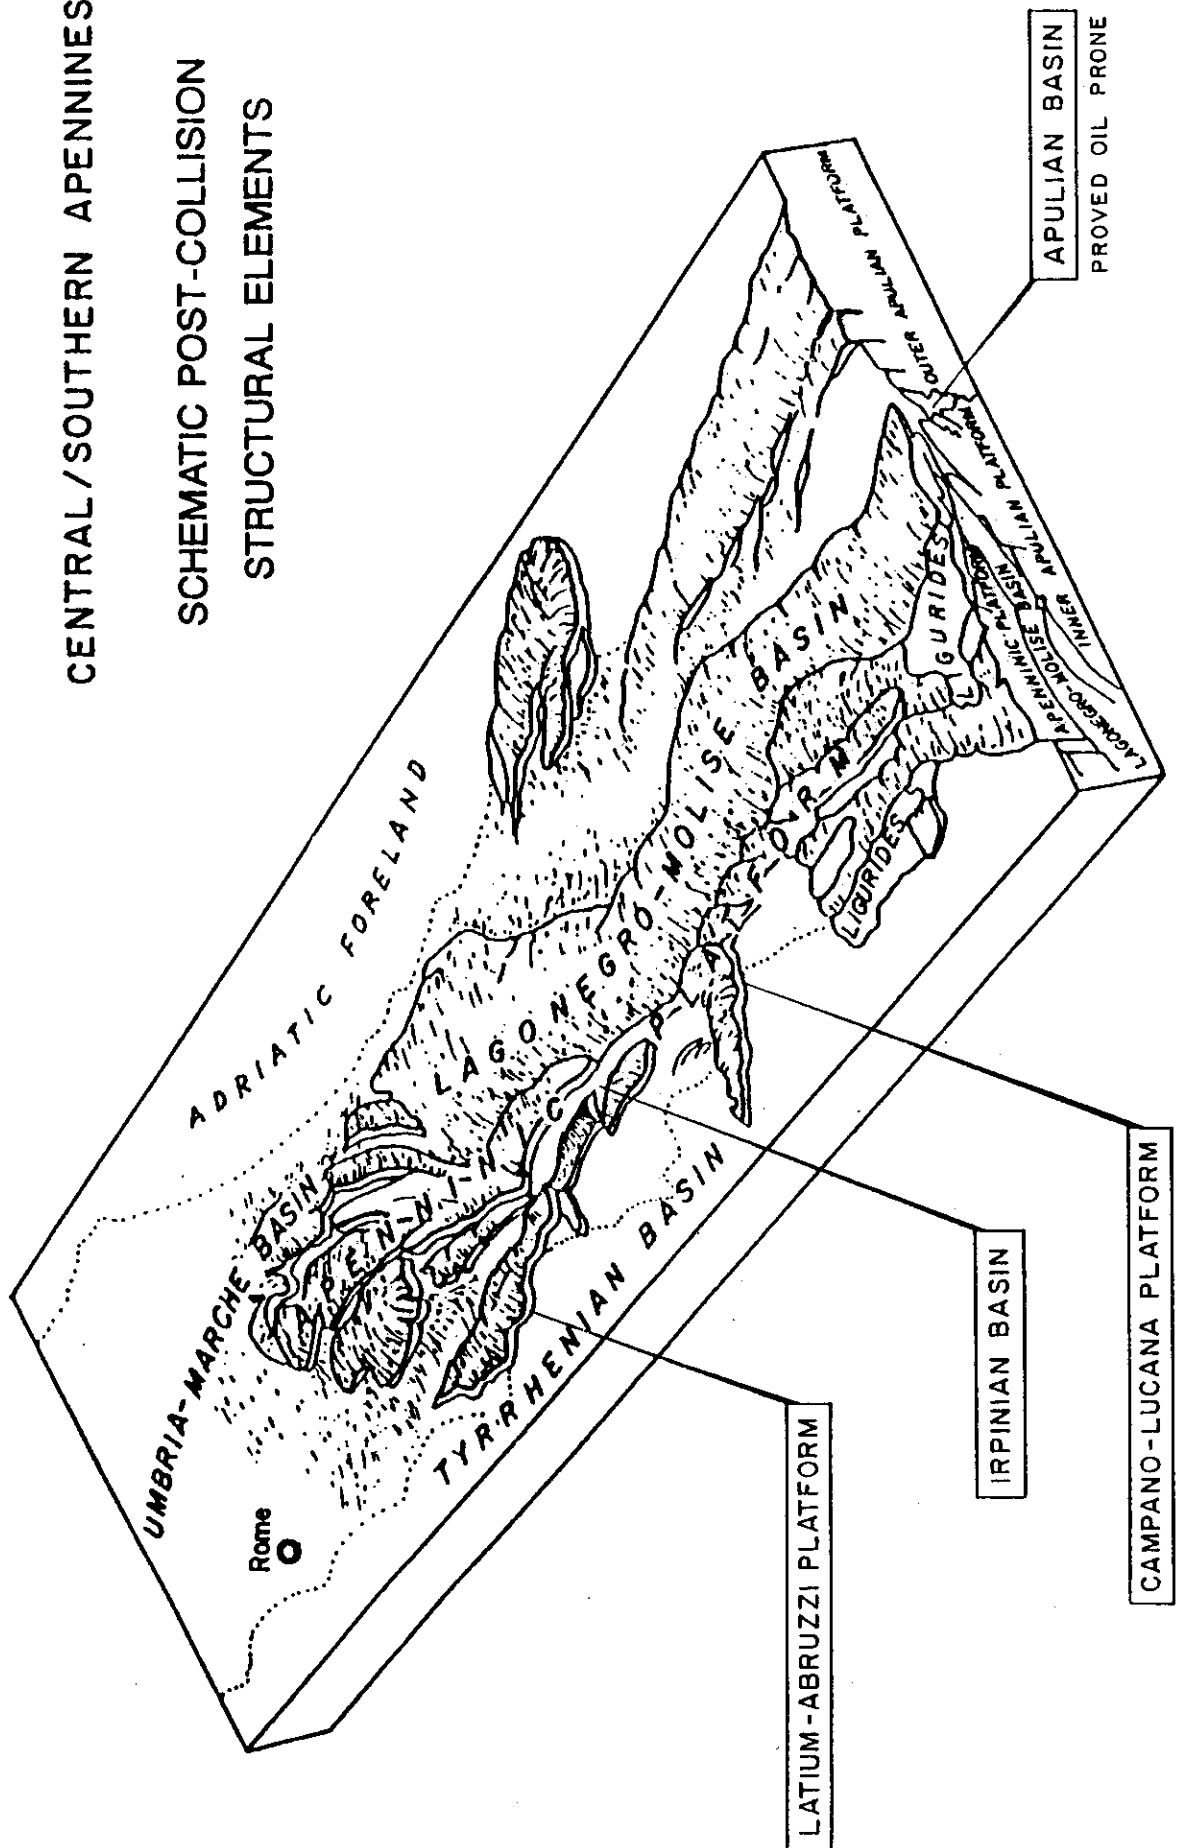 CENTRAL/SOUTHERN APENNINES
SCHEMATIC POST-COLLISION
STRUCTURAL ELEMENTS
ADRIATIC FORELAND
UMBRIA-MARCHE BASIN
Rome
APENNINIC PLATFORM
LAGONEGRO-MOLISE BASIN
TYRRHENIAN BASIN
LIGURIDES
LIGURIDES
OUTER APULIAN PLATFORM
INNER APULIAN PLATFORM
APENNINIC PLATFORM
LAGONEGRO-MOLISE BASIN
APULIAN BASIN
PROVED OIL PRONE
LATIUM-ABRUZZI PLATFORM
IRPINIAN BASIN
CAMPANO-LUCANA PLATFORM